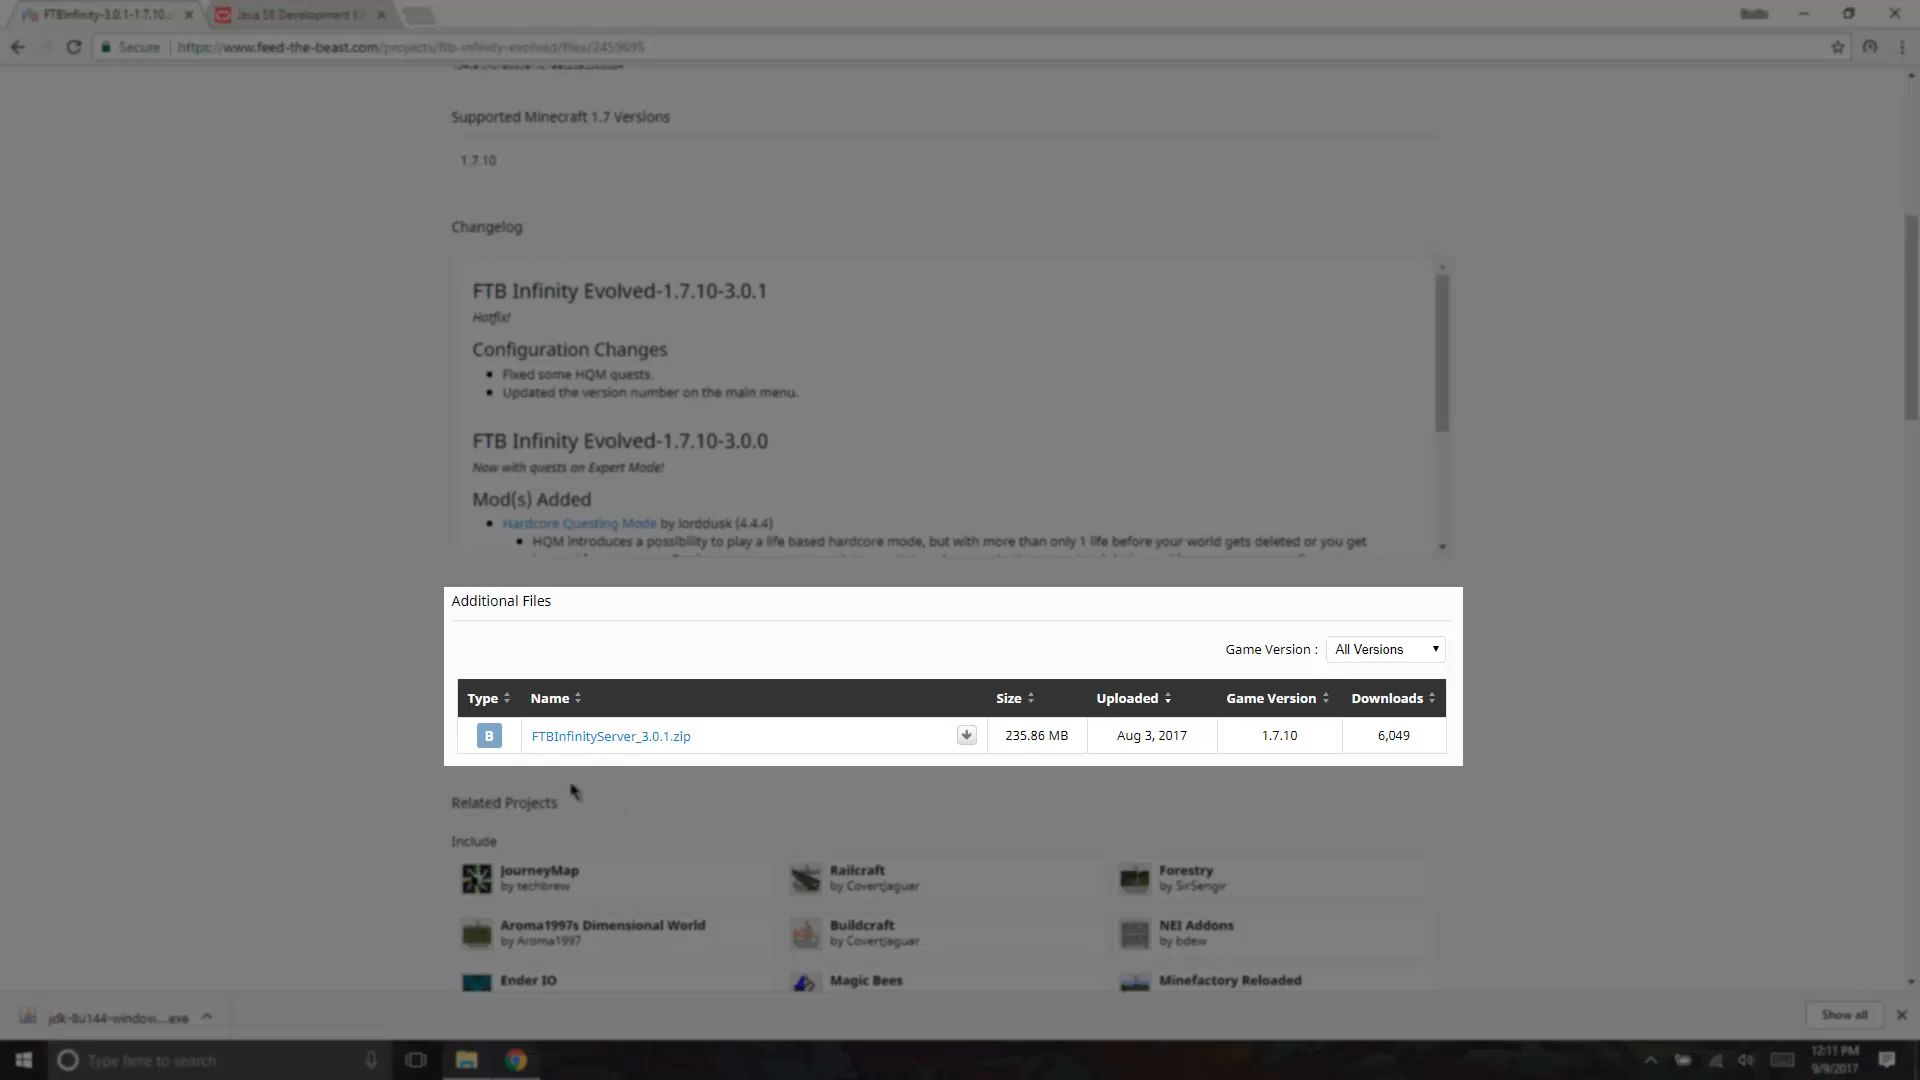 FTBInfinity-3.0.1-1.7.10
Java SE Development K
Secure | https://www.feed-the-beast.com/projects/ftb-infinity-evolved/files/2459695
Supported Minecraft 1.7 Versions
1.7.10
Changelog
FTB Infinity Evolved-1.7.10-3.0.1
Hotfix!
Configuration Changes
Fixed some HQM quests.
Updated the version number on the main menu.
FTB Infinity Evolved-1.7.10-3.0.0
Now with quests on Expert Mode!
Mod(s) Added
Hardcore Questing Mode by lorddusk (4.4.4)
HQM introduces a possibility to play a life based hardcore mode, but with more than only 1 life before your world gets deleted or you get
Additional Files
Game Version : All Versions
Type Name Size Uploaded Game Version Downloads
B FTBInfinityServer_3.0.1.zip 235.86 MB Aug 3, 2017 1.7.10 6,049
Related Projects
Include
JourneyMap Railcraft Forestry
by techbrew by CovertJaguar by SirSengir
Aroma1997s Dimensional World Buildcraft NEI Addons
by Aroma1997 by CovertJaguar by bdew
Ender IO Magic Bees Minefactory Reloaded
jdk-8u144-window....exe Show all
Type here to search 12:11 PM
9/9/2017